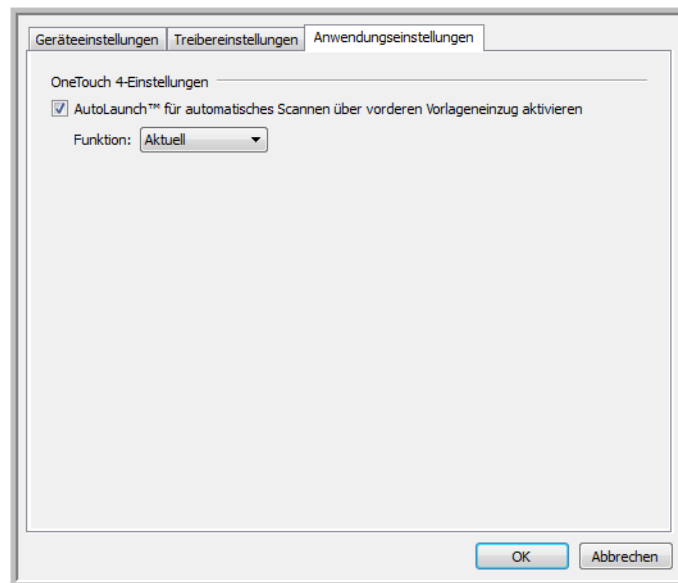 Geräteeinstellungen Treibereinstellungen Anwendungseinstellungen
OneTouch 4-Einstellungen
AutoLaunch™ für automatisches Scannen über vorderen Vorlageneinzug aktivieren
Funktion: Aktuell
OK Abbrechen